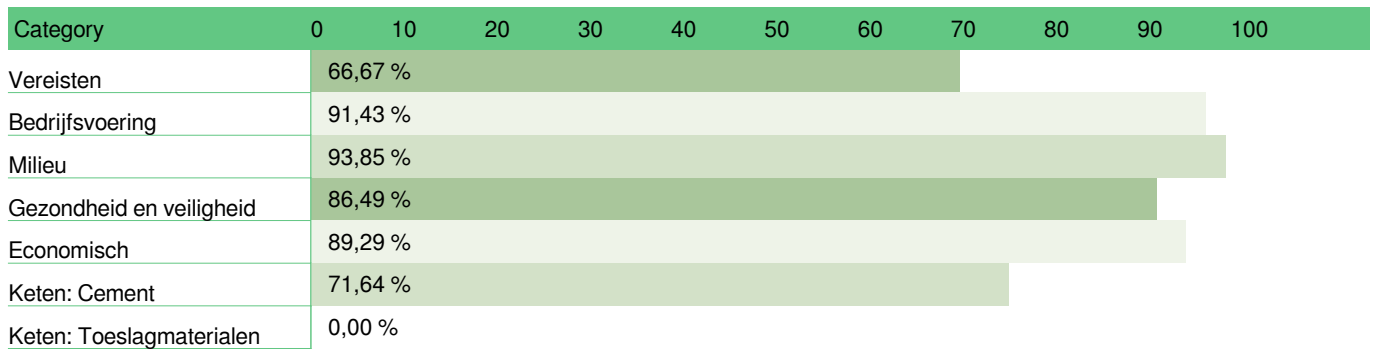 Category 0 10 20 30 40 50 60 70 80 90 100
Vereisten 66,67 %
Bedrijfsvoering 91,43 %
Milieu 93,85 %
Gezondheid en veiligheid 86,49 %
Economisch 89,29 %
Keten: Cement 71,64 %
Keten: Toeslagmaterialen 0,00 %